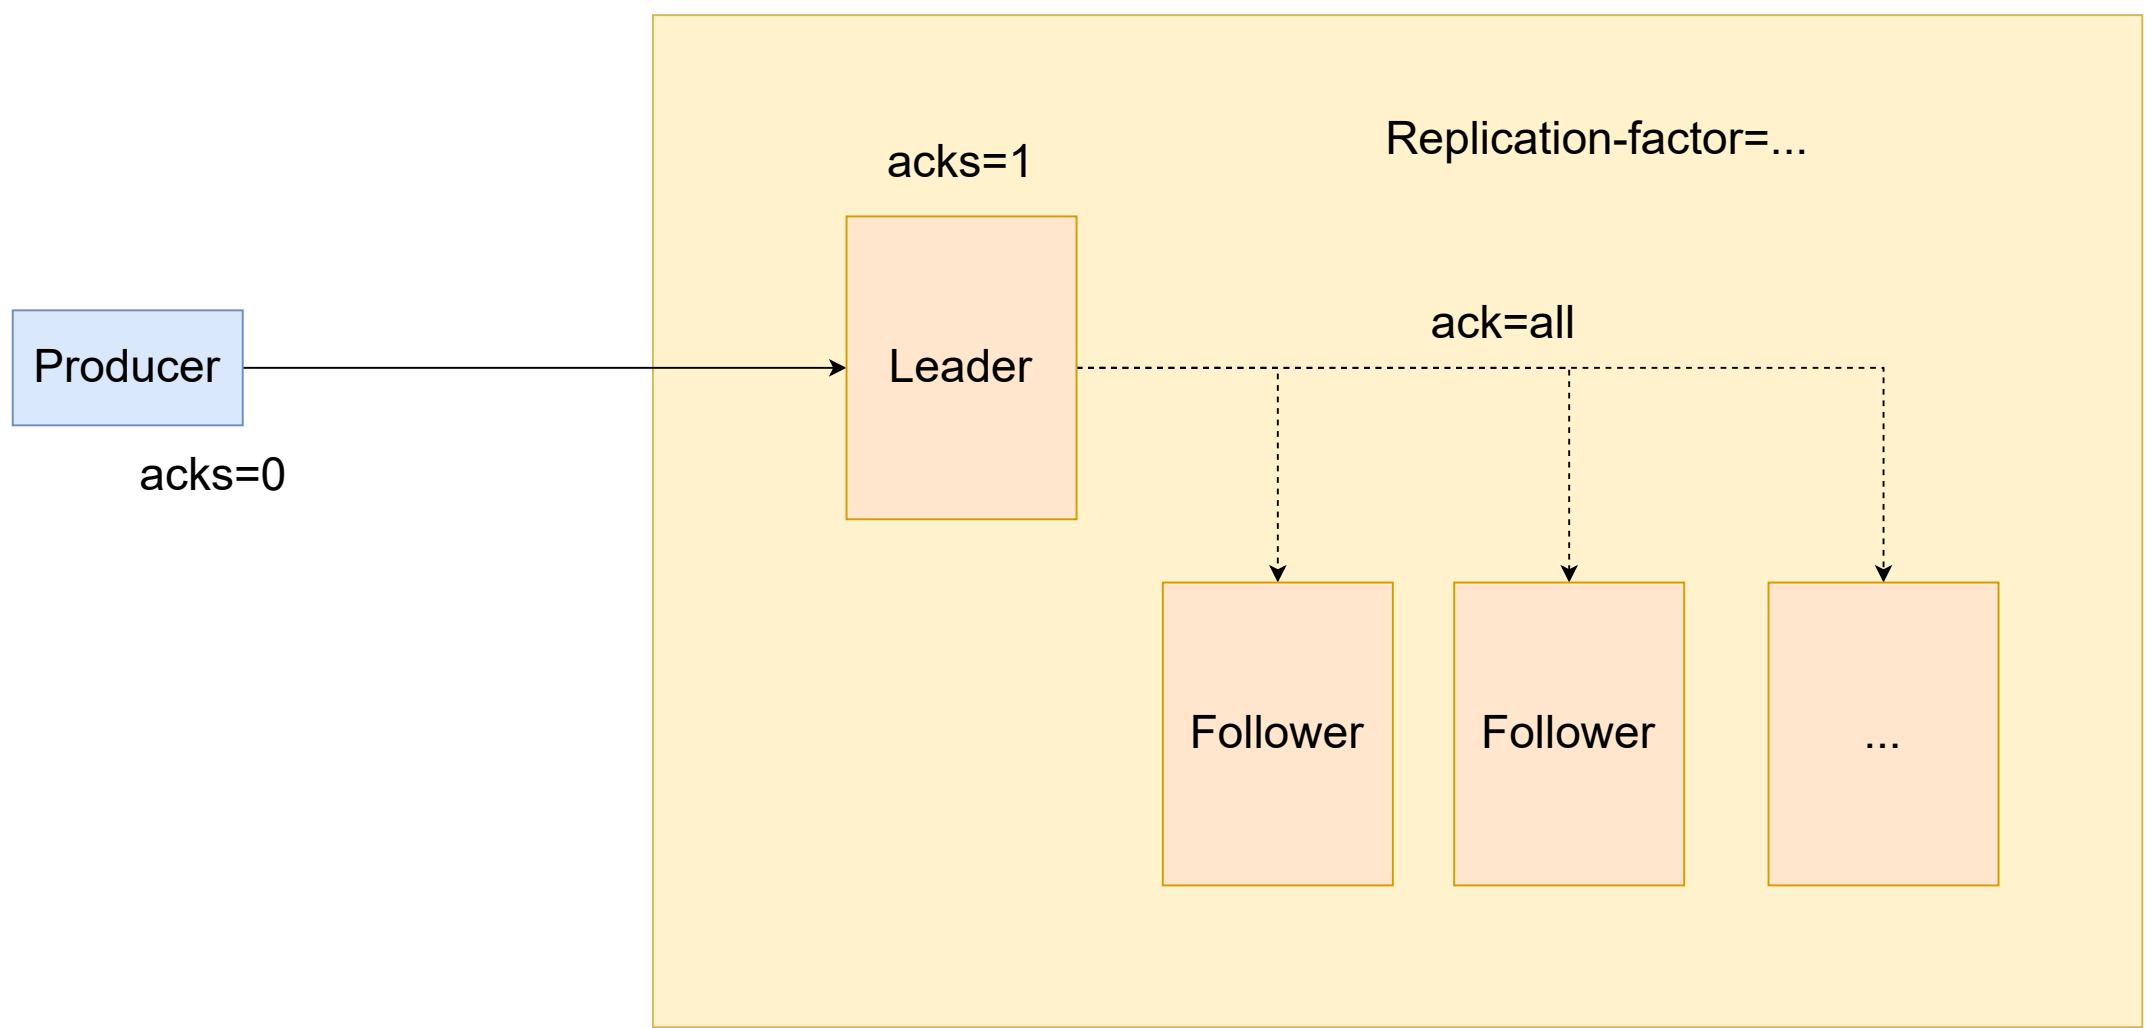 Replication-factor=...
acks=1
ack=all
Producer
Leader
acks=0
Follower
Follower
...